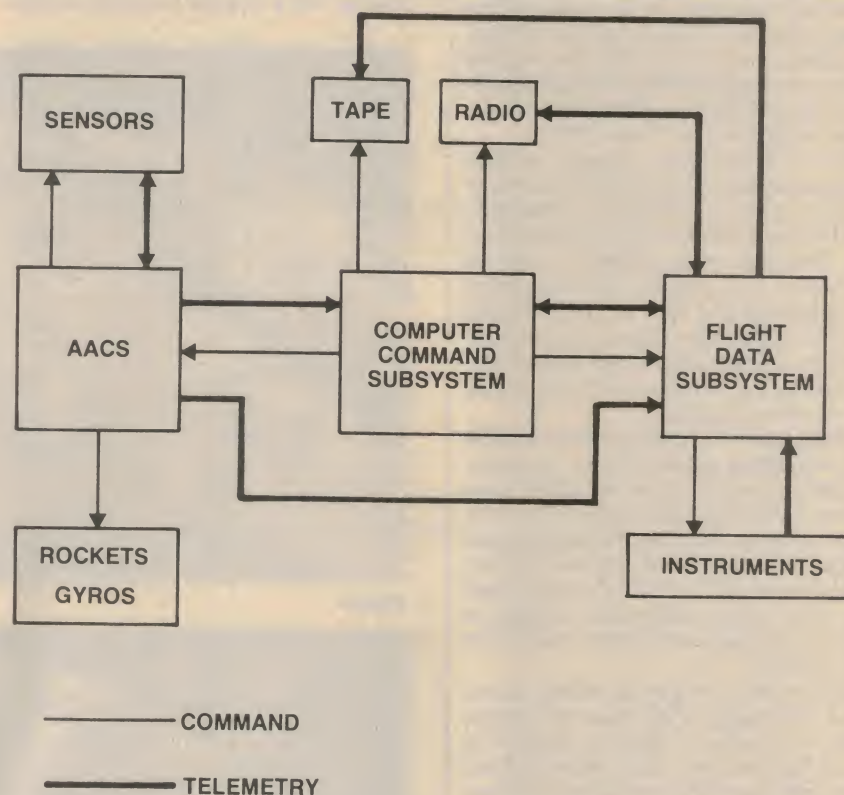 SENSORS
TAPE
RADIO
AACS
COMPUTER
COMMAND
SUBSYSTEM
FLIGHT
DATA
SUBSYSTEM
ROCKETS
GYROS
INSTRUMENTS
COMMAND
TELEMETRY